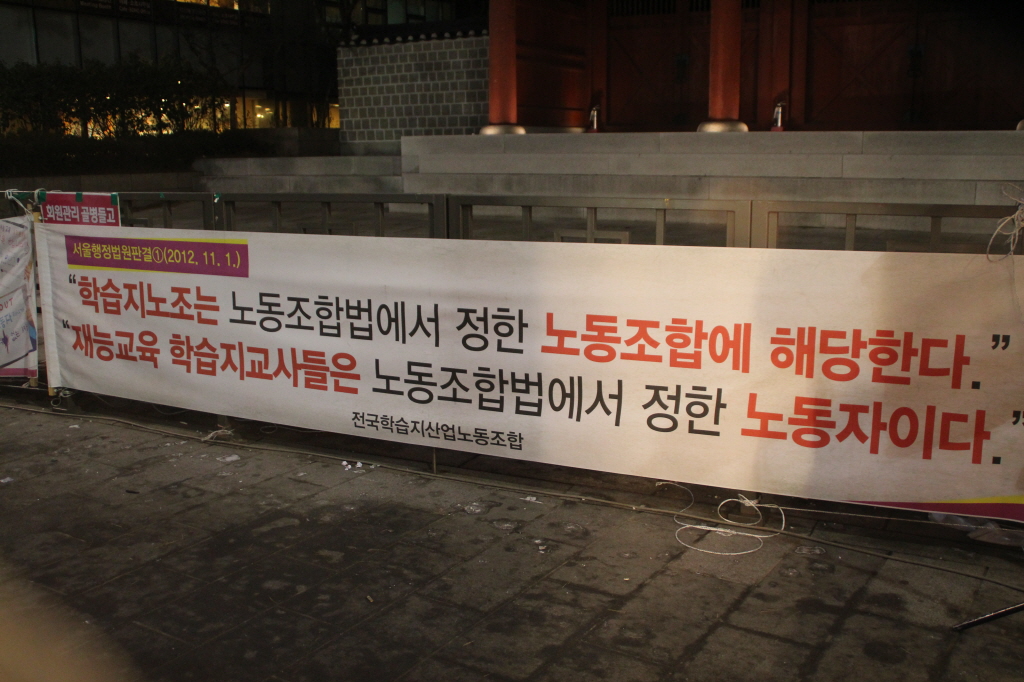 화원관리 골병들고
서울행정법원판결①(2012. 11. 1.)
“학습지노조는 노동조합법에서 정한 노동조합에 해당한다.”
“재능교육 학습지교사들은 노동조합법에서 정한 노동자이다.”
전국학습지산업노동조합